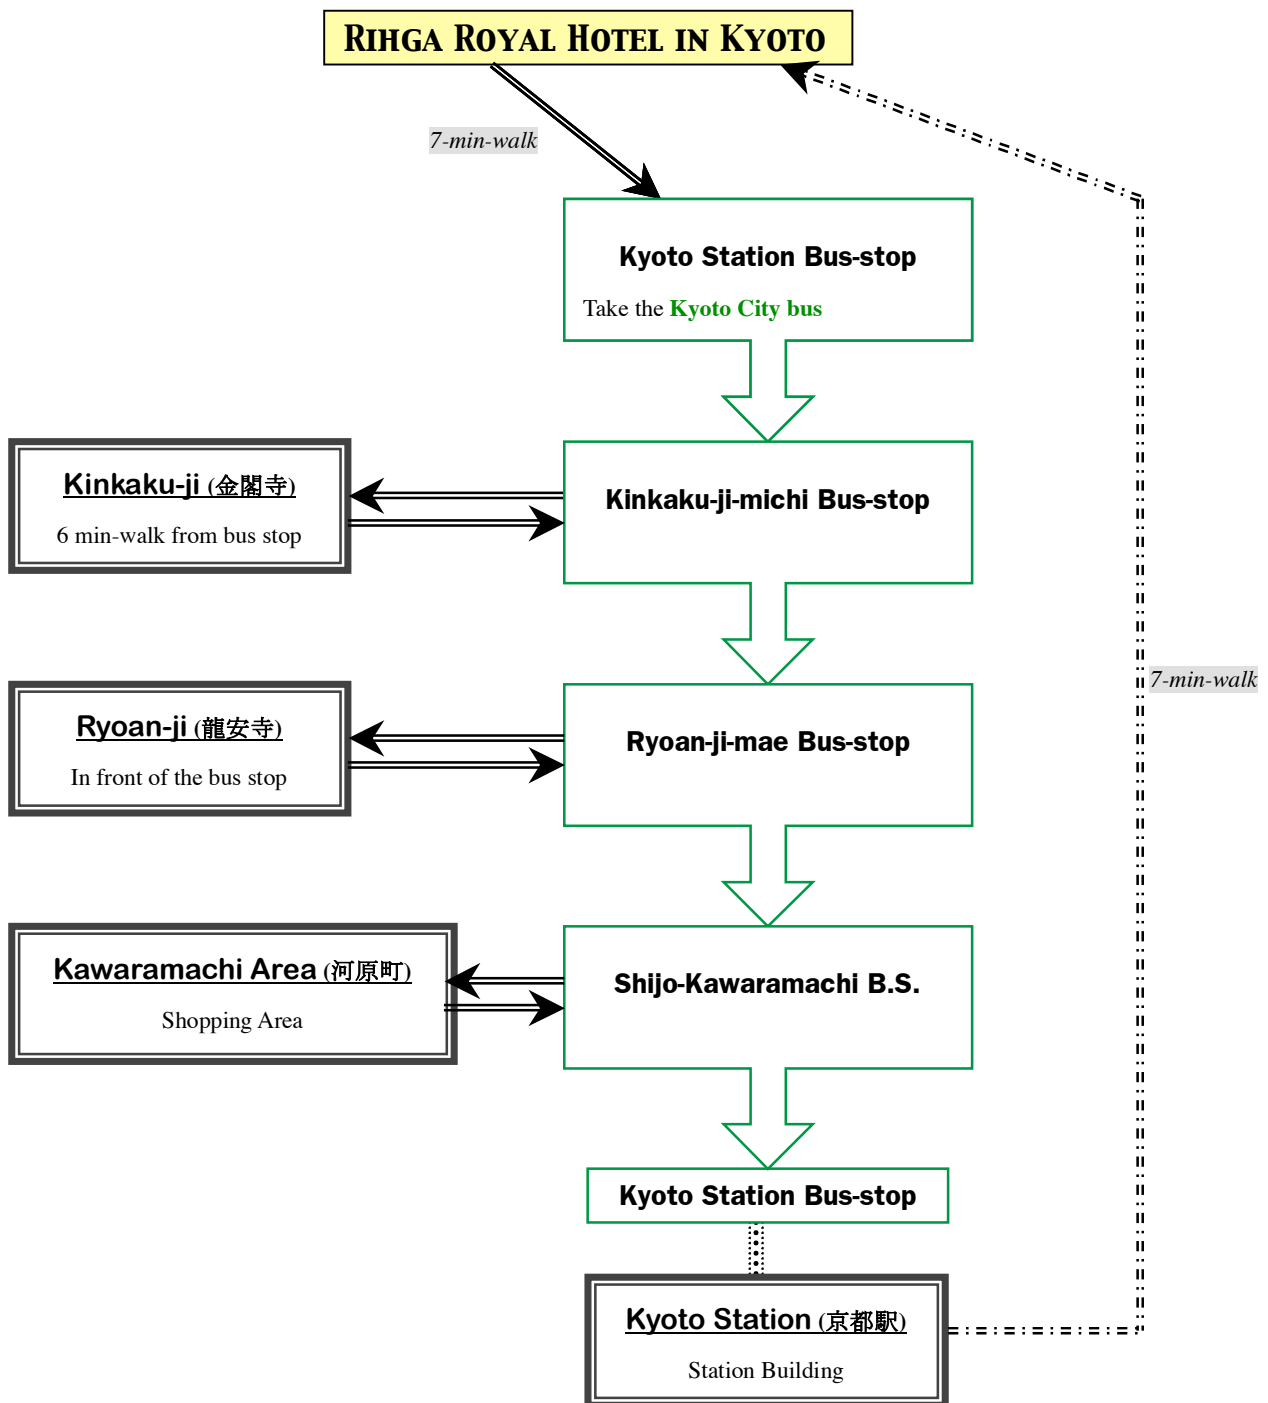 RIHGA ROYAL HOTEL IN KYOTO
7-min-walk
Kyoto Station Bus-stop
Take the Kyoto City bus
Kinkaku-ji (金閣寺)
6 min-walk from bus stop
Kinkaku-ji-michi Bus-stop
7-min-walk
Ryoan-ji (龍安寺)
In front of the bus stop
Ryoan-ji-mae Bus-stop
Kawaramachi Area (河原町)
Shopping Area
Shijo-Kawaramachi B.S.
Kyoto Station Bus-stop
Kyoto Station (京都駅)
Station Building